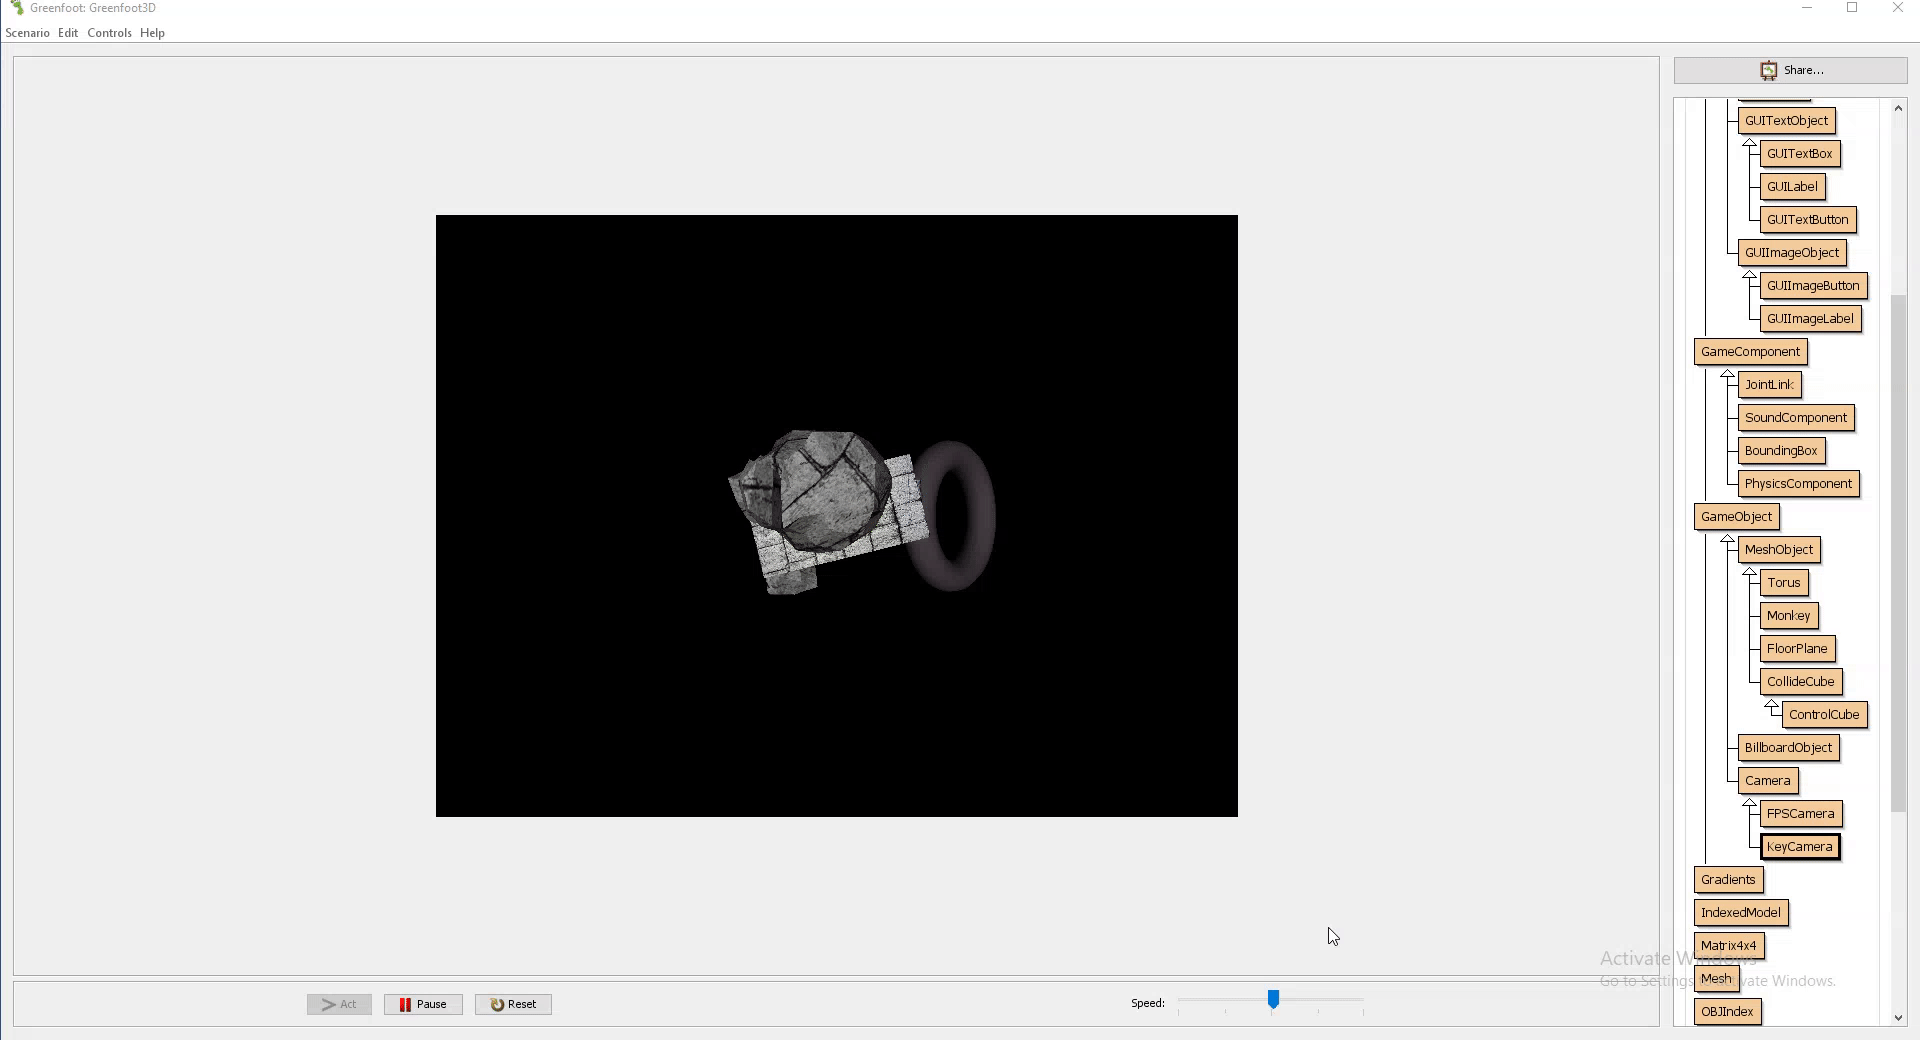 Greenfoot: Greenfoot3D
Scenario Edit Controls Help
Share...
GUITextObject
GUITextBox
GUILabel
GUITextButton
GUIImageObject
GUIImageButton
GUIImageLabel
GameComponent
JointLink
SoundComponent
BoundingBox
PhysicsComponent
GameObject
MeshObject
Torus
Monkey
FloorPlane
CollideCube
ControlCube
BillboardObject
Camera
FPSCamera
KeyCamera
Gradients
IndexedModel
Matrix4x4
Activate Windows
Mesh
Go to Settings to activate Windows.
OBJIndex
Act Pause Reset Speed: